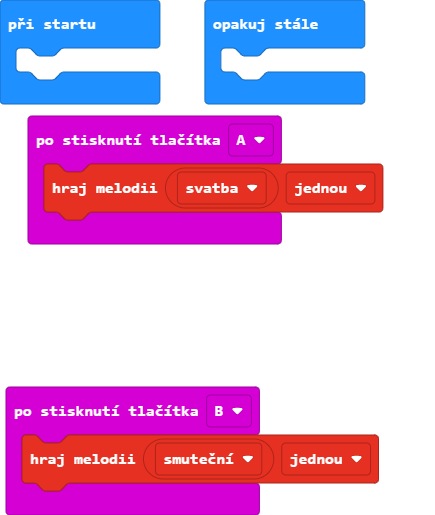 při startu
opakuj stále
po stisknutí tlačítka A
hraj melodii svatba jednou
po stisknutí tlačítka B
hraj melodii smuteční jednou